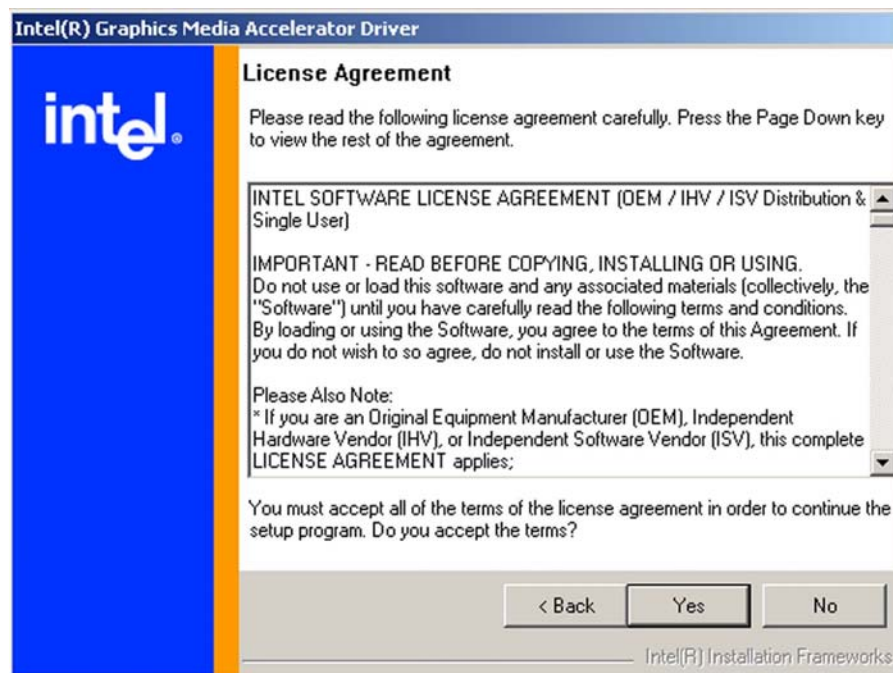 Intel(R) Graphics Media Accelerator Driver
intel®
License Agreement
Please read the following license agreement carefully. Press the Page Down key
to view the rest of the agreement.
INTEL SOFTWARE LICENSE AGREEMENT (OEM / IHV / ISV Distribution &
Single User)
IMPORTANT - READ BEFORE COPYING, INSTALLING OR USING.
Do not use or load this software and any associated materials (collectively, the
"Software") until you have carefully read the following terms and conditions.
By loading or using the Software, you agree to the terms of this Agreement. If
you do not wish to so agree, do not install or use the Software.
Please Also Note:
* If you are an Original Equipment Manufacturer (OEM), Independent
Hardware Vendor (IHV), or Independent Software Vendor (ISV), this complete
LICENSE AGREEMENT applies;
You must accept all of the terms of the license agreement in order to continue the
setup program. Do you accept the terms?
< Back
Yes
No
Intel(R) Installation Frameworks